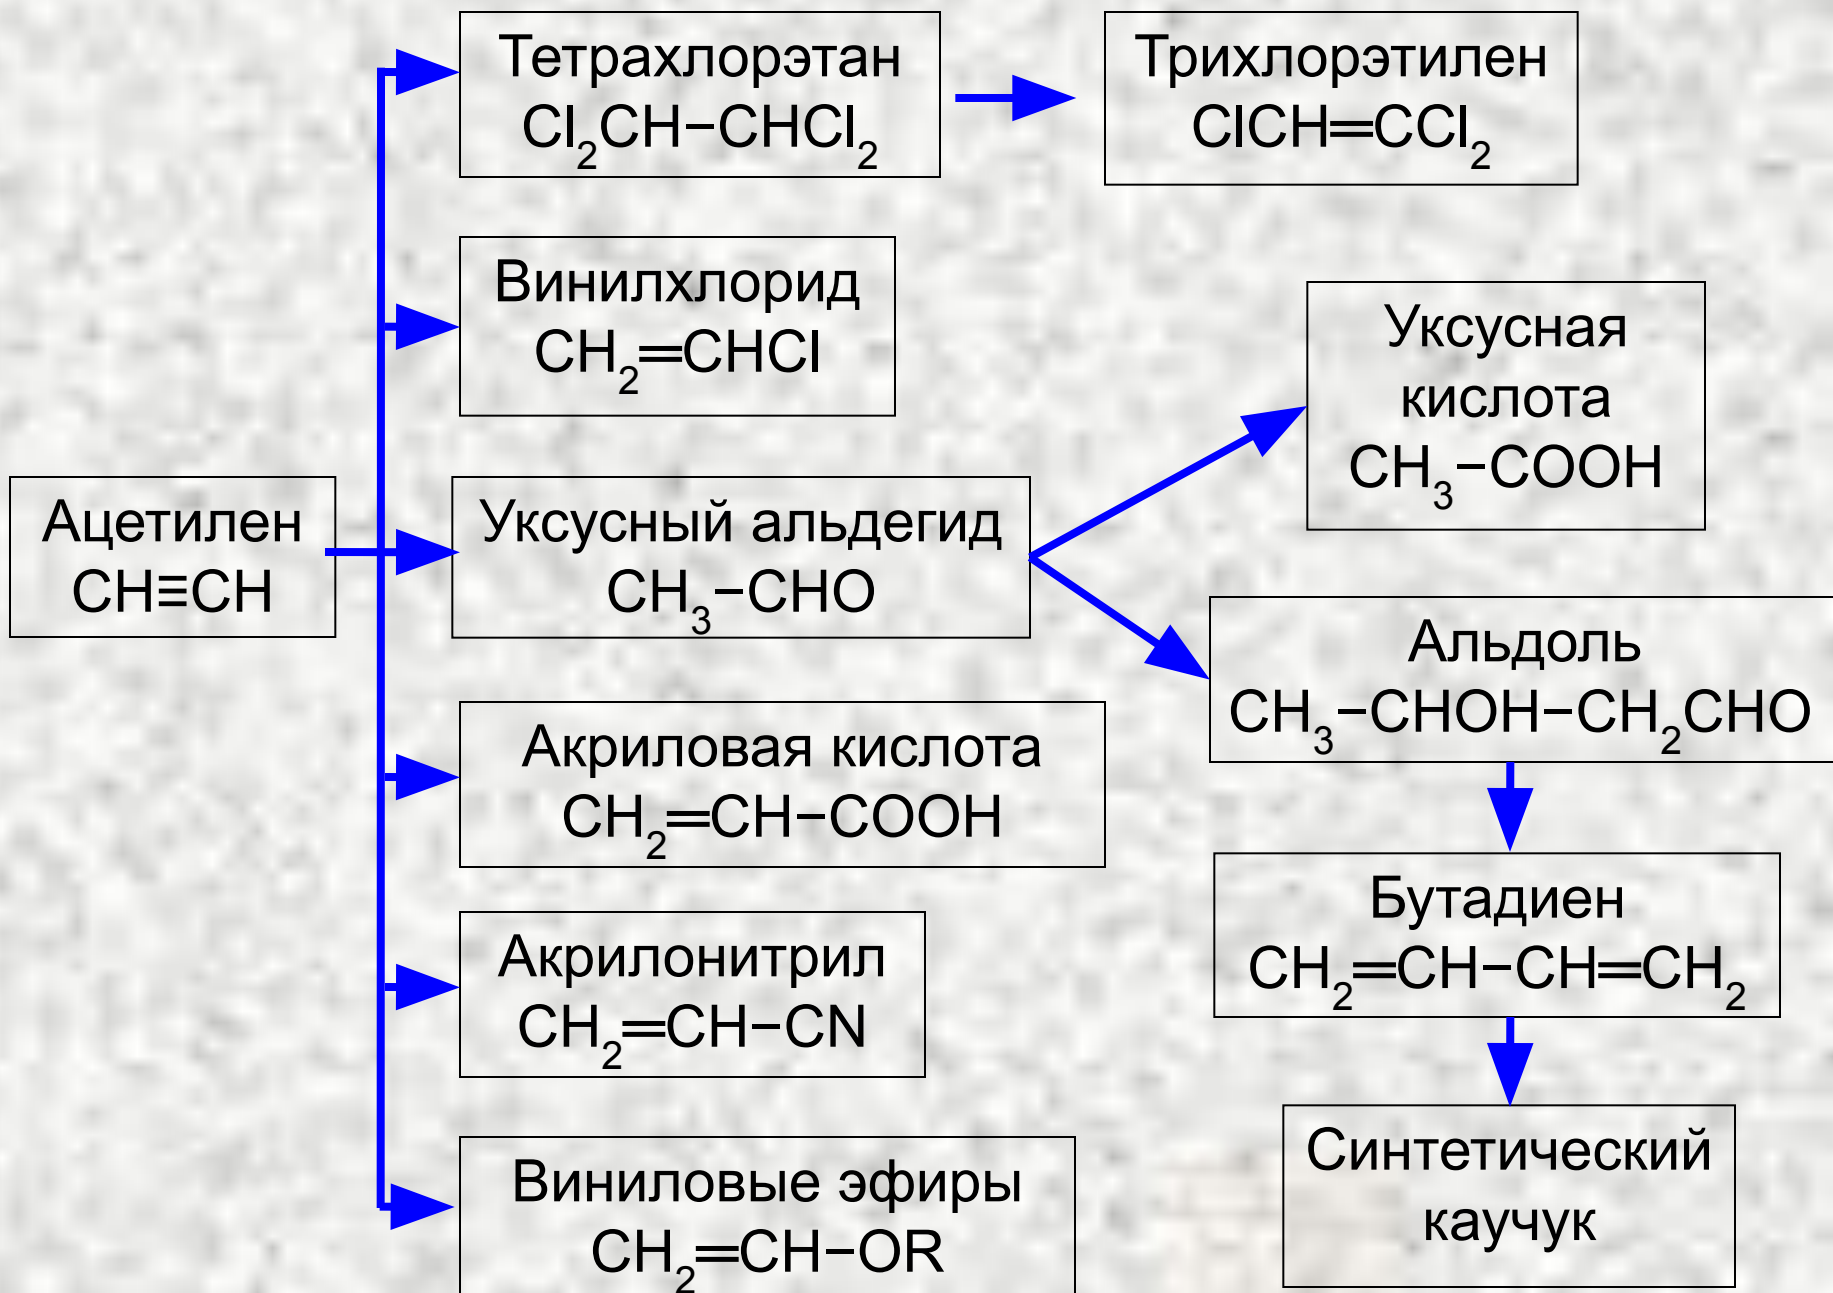 Тетрахлорэтан
Cl₂CH–CHCl₂
Трихлорэтилен
ClCH=CCl₂
Винилхлорид
CH₂=CHCl
Уксусная
кислота
CH₃–COOH
Ацетилен
CH≡CH
Уксусный альдегид
CH₃–CHO
Альдоль
CH₃–CHOH–CH₂CHO
Акриловая кислота
CH₂=CH–COOH
Бутадиен
CH₂=CH–CH=CH₂
Акрилонитрил
CH₂=CH–CN
Виниловые эфиры
CH₂=CH–OR
Синтетический
каучук